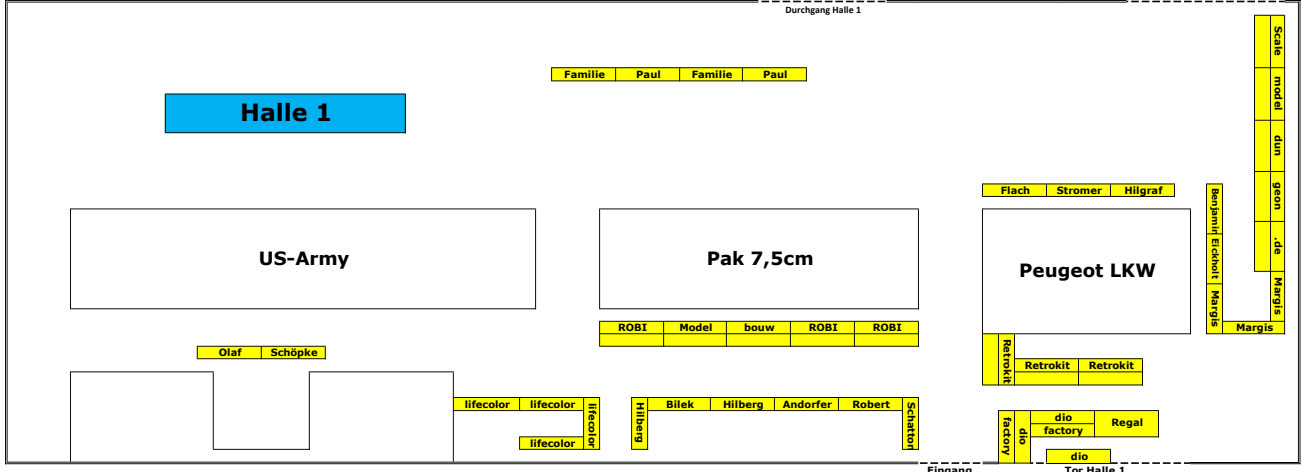 Durchgang Halle 1
Scale
model
dun
geon
.de
Familie Paul Familie Paul
Halle 1
Flach Stromer Hilgraf
Benjamin Eickholt Margis
Margis
Margis
US-Army
Pak 7,5cm
Peugeot LKW
ROBI Model bouw ROBI ROBI
Olaf Schöpke
Retrokit
Retrokit Retrokit
lifecolor lifecolor
lifecolor
lifecolor
Hilberg
Bilek Hilberg Andorfer Robert
Schatton
factory
dio
dio
factory
Regal
dio
Eingang
Tor Halle 1